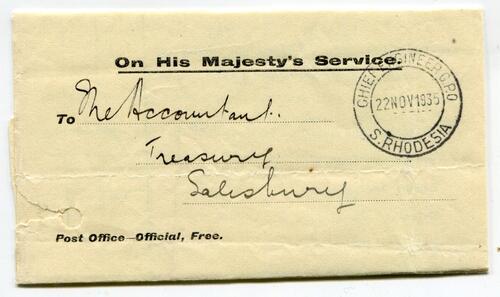 On His Majesty's Service.
CHIEF ENGINEER G.P.O
22 NOV 1935
S. RHODESIA
To The Accountant.
Treasury
Salisbury
Post Office—Official, Free.